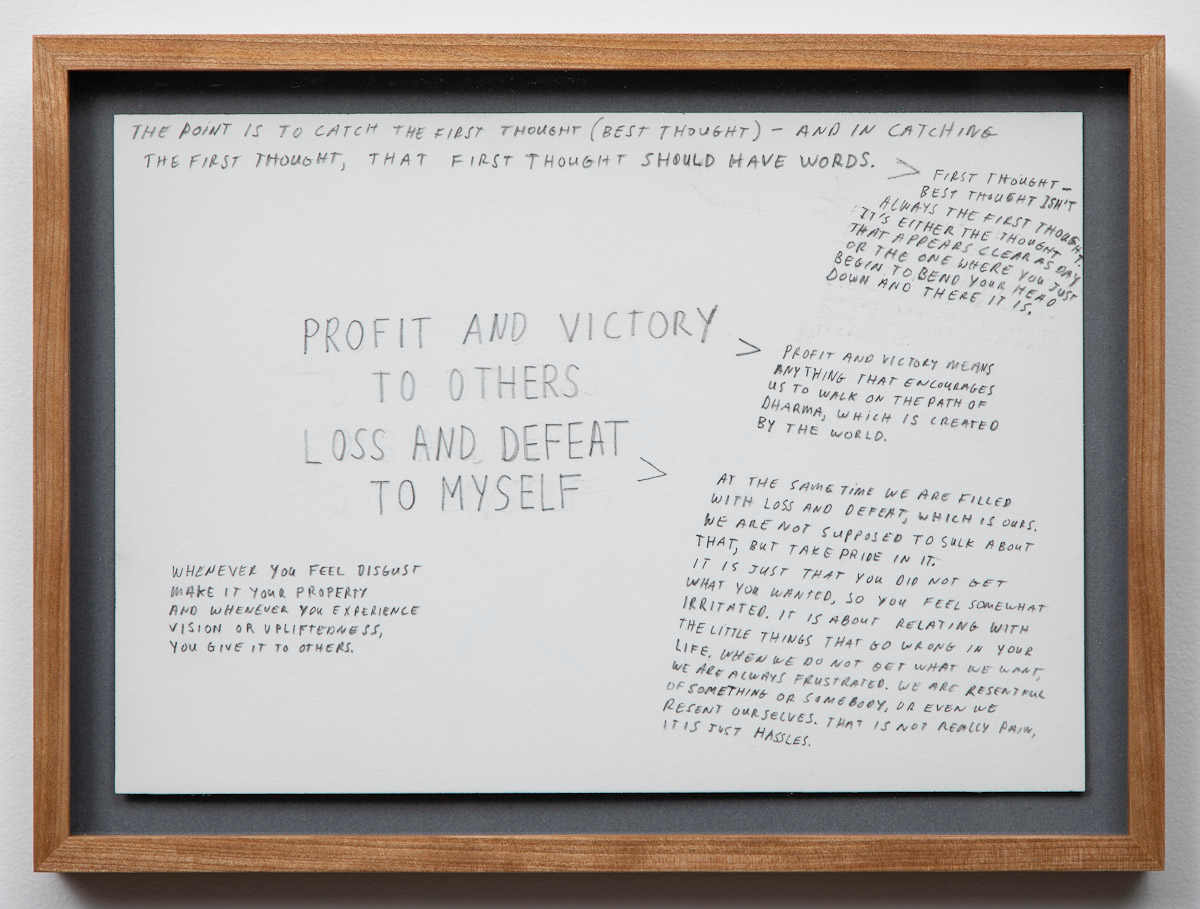 THE POINT IS TO CATCH THE FIRST THOUGHT (BEST THOUGHT) – AND IN CATCHING
THE FIRST THOUGHT, THAT FIRST THOUGHT SHOULD HAVE WORDS. >
FIRST THOUGHT –
BEST THOUGHT ISN'T
ALWAYS THE FIRST THOUGHT.
IT'S EITHER THE THOUGHT
THAT APPEARS CLEAR AS DAY
OR THE ONE WHERE YOU JUST
BEGIN TO BEND YOUR HEAD
DOWN AND THERE IT IS.
PROFIT AND VICTORY >
TO OTHERS
LOSS AND DEFEAT >
TO MYSELF
PROFIT AND VICTORY MEANS
ANYTHING THAT ENCOURAGES
US TO WALK ON THE PATH OF
DHARMA, WHICH IS CREATED
BY THE WORLD.
AT THE SAME TIME WE ARE FILLED
WITH LOSS AND DEFEAT, WHICH IS OURS.
WE ARE NOT SUPPOSED TO SULK ABOUT
THAT, BUT TAKE PRIDE IN IT.
IT IS JUST THAT YOU DID NOT GET
WHAT YOU WANTED, SO YOU FEEL SOMEWHAT
IRRITATED. IT IS ABOUT RELATING WITH
THE LITTLE THINGS THAT GO WRONG IN YOUR
LIFE. WHEN WE DO NOT GET WHAT WE WANT,
WE ARE ALWAYS FRUSTRATED. WE ARE RESENTFUL
OF SOMETHING OR SOMEBODY, OR EVEN WE
RESENT OURSELVES. THAT IS NOT REALLY PAIN,
IT IS JUST HASSLES.
WHENEVER YOU FEEL DISGUST
MAKE IT YOUR PROPERTY
AND WHENEVER YOU EXPERIENCE
VISION OR UPLIFTEDNESS,
YOU GIVE IT TO OTHERS.